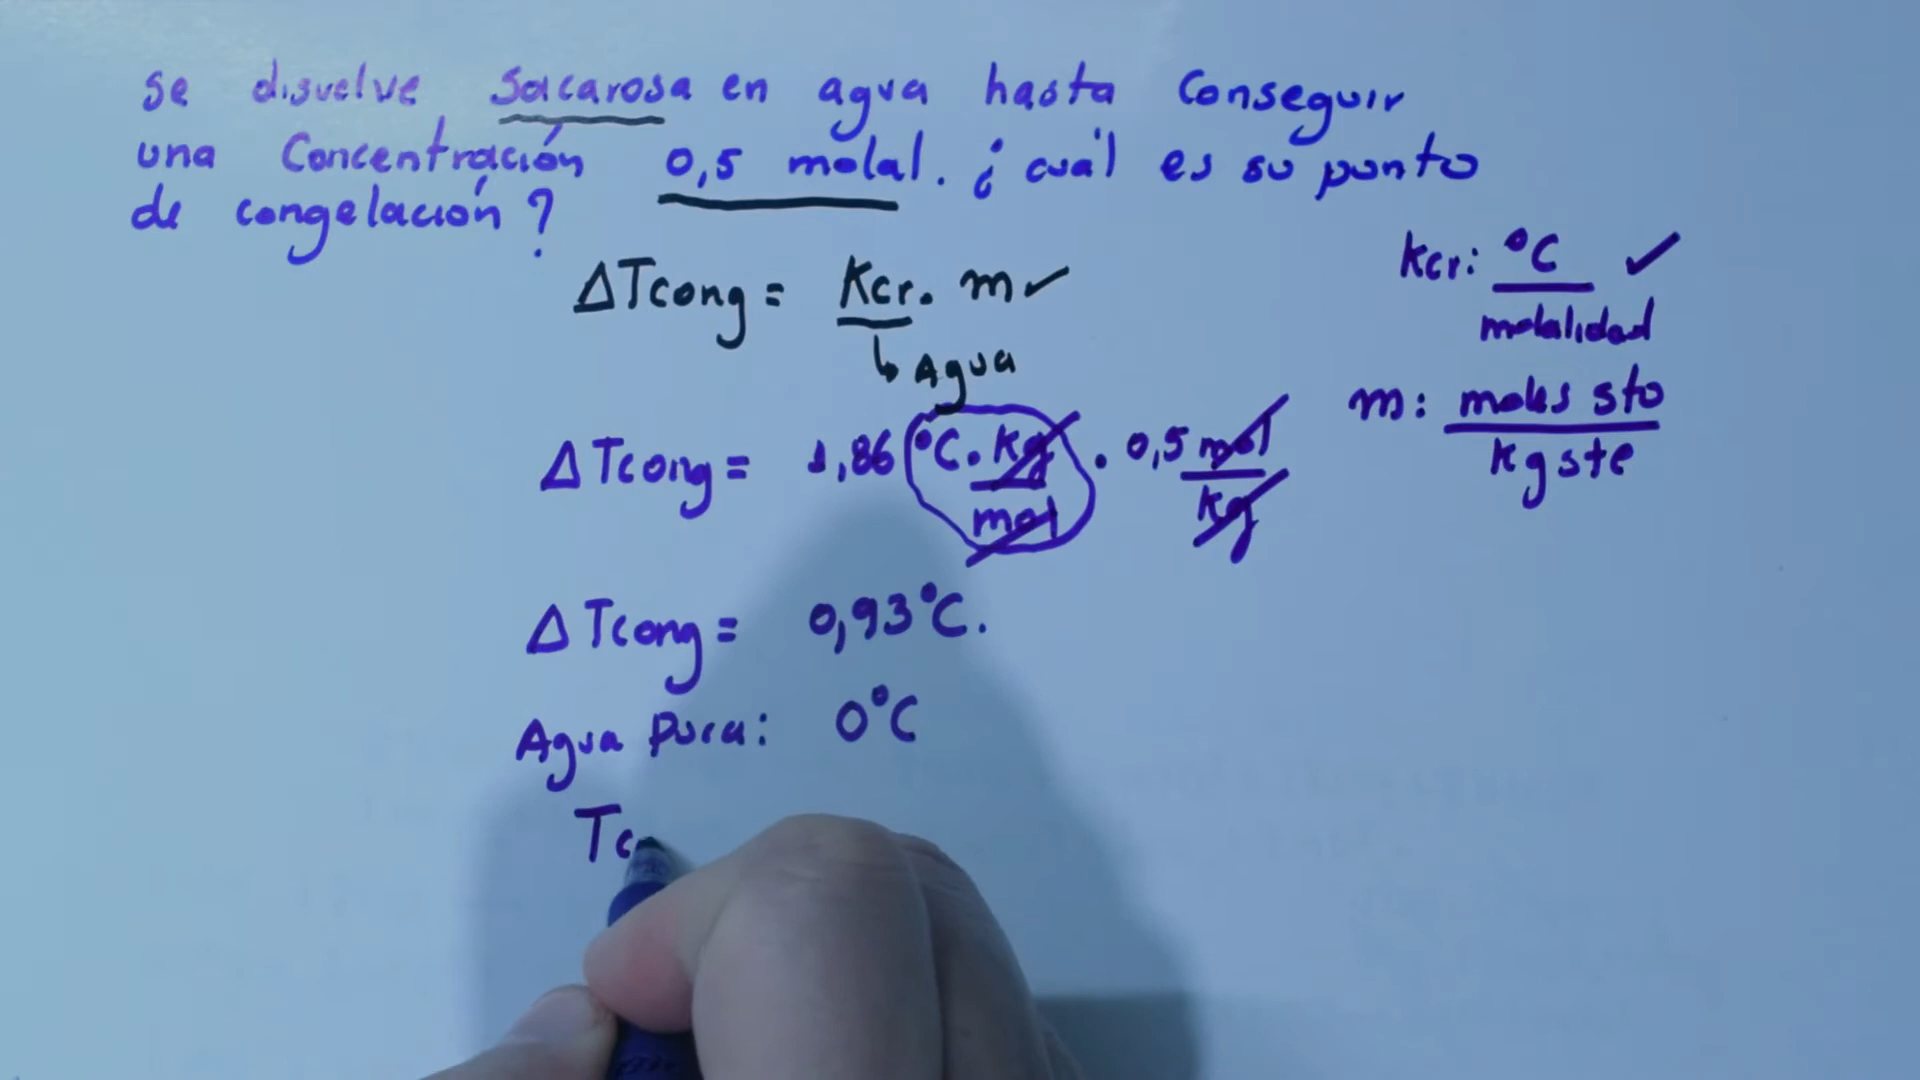 se disuelve sacarosa en agua hasta conseguir
una concentración 0,5 molal. ¿cuál es su punto
de congelación?
ΔTcong = Kcr. m ✓
↳ Agua
Kcr: °C ✓
molalidad
m: moles sto
kg ste
ΔTcong = 1,86 °C. kg . 0,5 mol
mol kg
ΔTcong = 0,93°C.
Agua Pura: 0°C
Tc